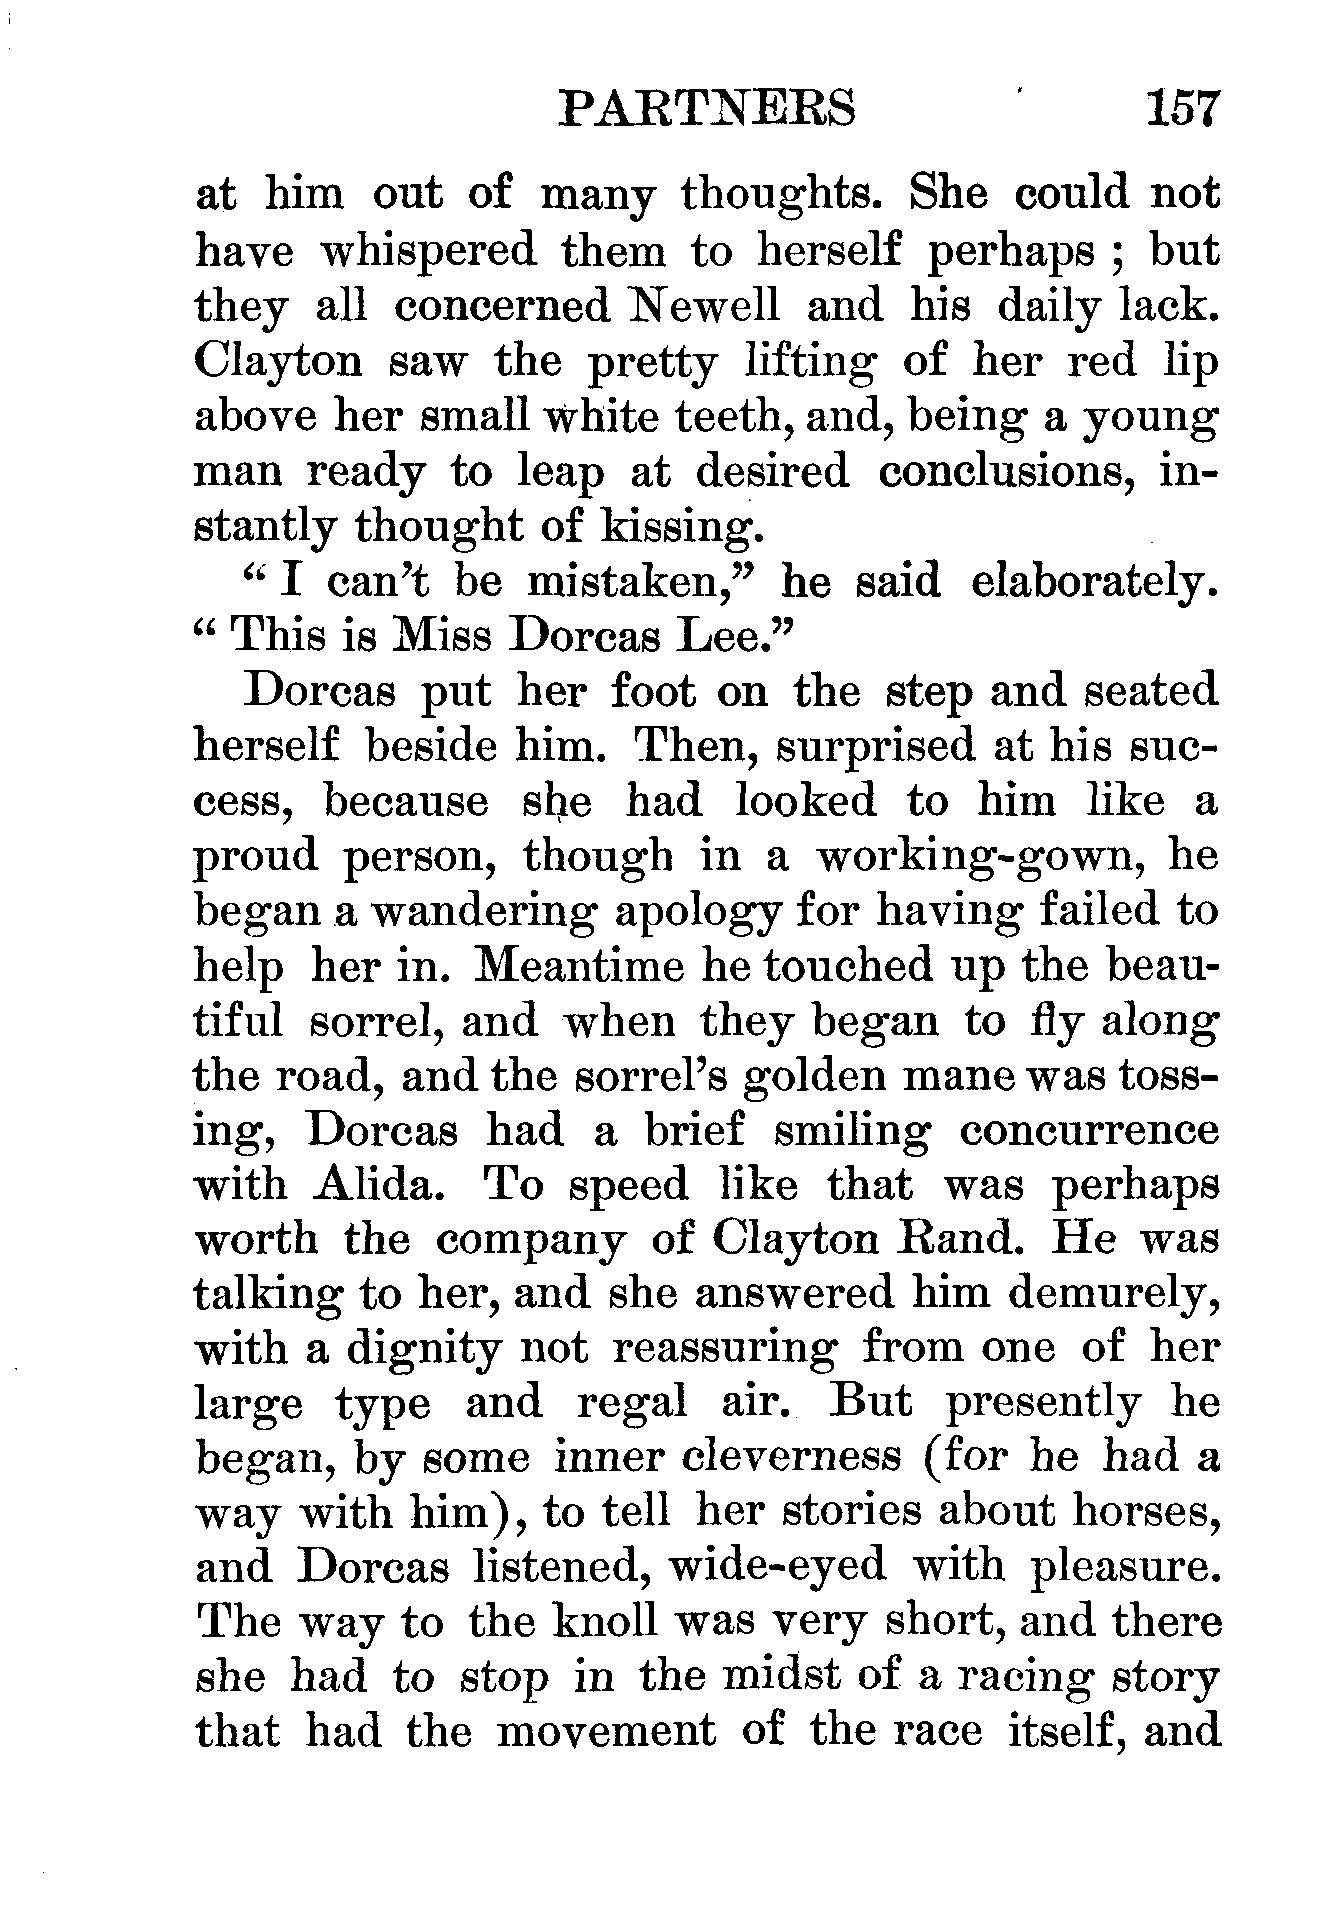 PARTNERS 157
at him out of many thoughts. She could not
have whispered them to herself perhaps ; but
they all concerned Newell and his daily lack.
Clayton saw the pretty lifting of her red lip
above her small white teeth, and, being a young
man ready to leap at desired conclusions, in-
stantly thought of kissing.
“ I can’t be mistaken,” he said elaborately.
“ This is Miss Dorcas Lee.”
Dorcas put her foot on the step and seated
herself beside him. Then, surprised at his suc-
cess, because she had looked to him like a
proud person, though in a working-gown, he
began a wandering apology for having failed to
help her in. Meantime he touched up the beau-
tiful sorrel, and when they began to fly along
the road, and the sorrel’s golden mane was toss-
ing, Dorcas had a brief smiling concurrence
with Alida. To speed like that was perhaps
worth the company of Clayton Rand. He was
talking to her, and she answered him demurely,
with a dignity not reassuring from one of her
large type and regal air. But presently he
began, by some inner cleverness (for he had a
way with him), to tell her stories about horses,
and Dorcas listened, wide-eyed with pleasure.
The way to the knoll was very short, and there
she had to stop in the midst of a racing story
that had the movement of the race itself, and